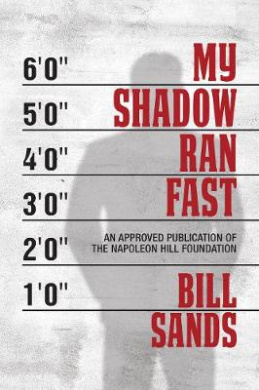 6'0" MY
5'0" SHADOW
4'0" RAN
3'0" FAST
2'0" AN APPROVED PUBLICATION OF
THE NAPOLEON HILL FOUNDATION
1'0" BILL
SANDS